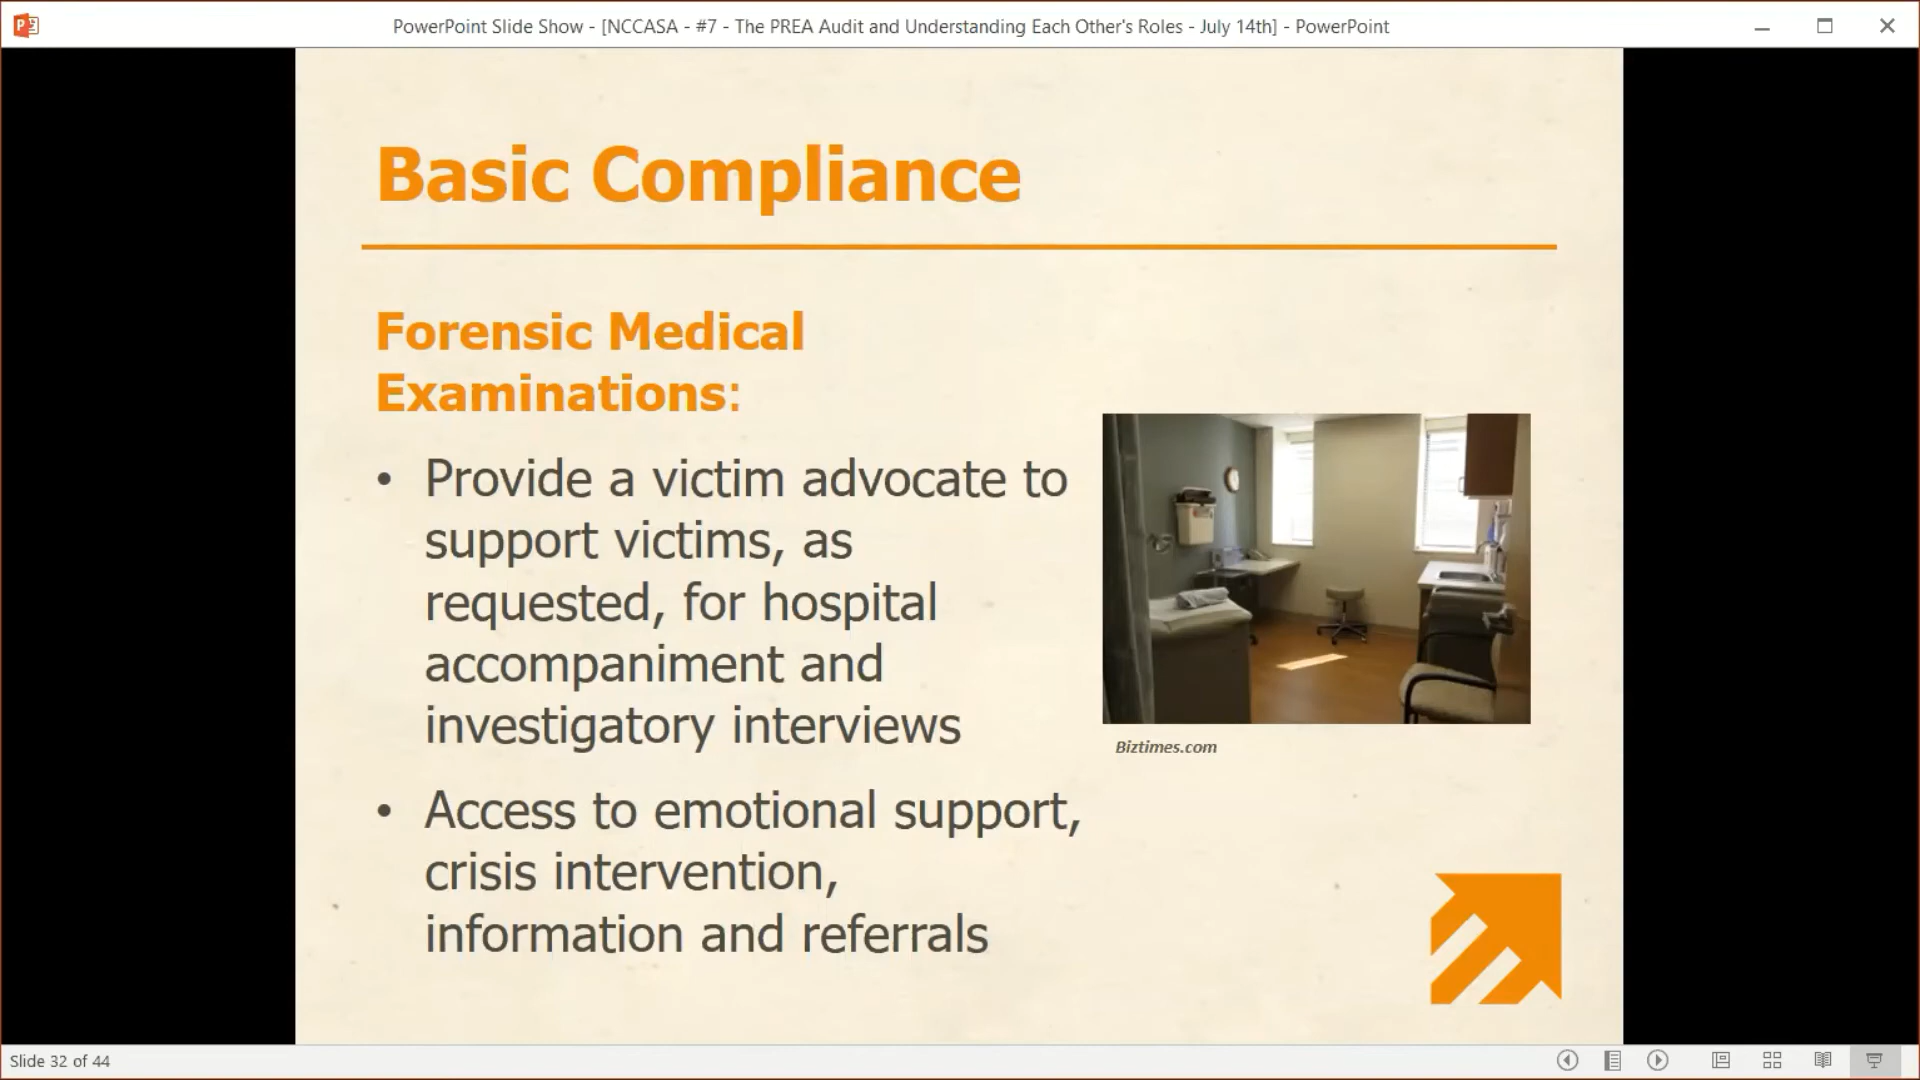 PowerPoint Slide Show - [NCCASA - #7 - The PREA Audit and Understanding Each Other's Roles - July 14th] - PowerPoint
Basic Compliance
Forensic Medical
Examinations:
• Provide a victim advocate to
support victims, as
requested, for hospital
accompaniment and
investigatory interviews
• Access to emotional support,
crisis intervention,
information and referrals
Biztimes.com
Slide 32 of 44